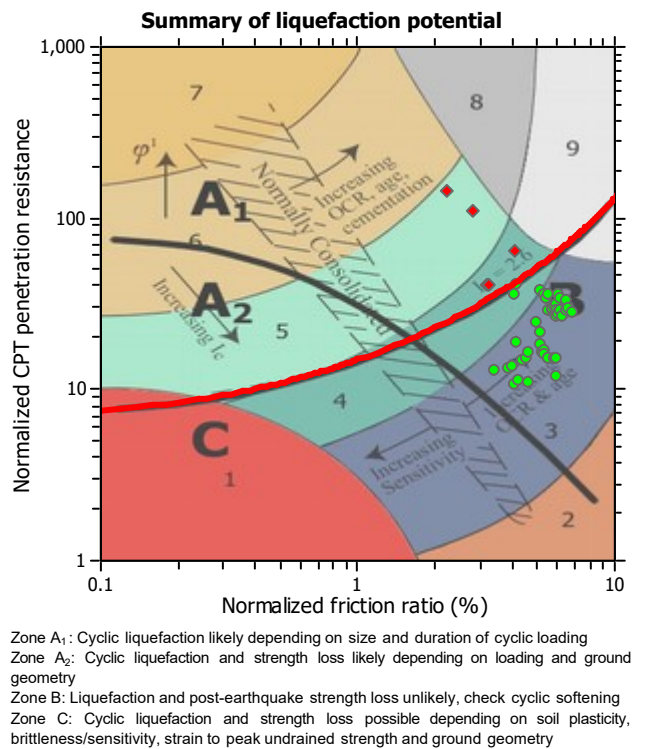 Summary of liquefaction potential
1,000
7
8
9
φ'
Normally Consolidated
Increasing
OCR, age,
cementation
A1
100
6
Ic = 2.6
A2
Increasing Ic
5
B
10
4
Increasing
OCR & age
3
C
1
Increasing
Sensitivity
2
1
0.1
1
10
Normalized CPT penetration resistance
Normalized friction ratio (%)
Zone A1: Cyclic liquefaction likely depending on size and duration of cyclic loading
Zone A2: Cyclic liquefaction and strength loss likely depending on loading and ground
geometry
Zone B: Liquefaction and post-earthquake strength loss unlikely, check cyclic softening
Zone C: Cyclic liquefaction and strength loss possible depending on soil plasticity,
brittleness/sensitivity, strain to peak undrained strength and ground geometry